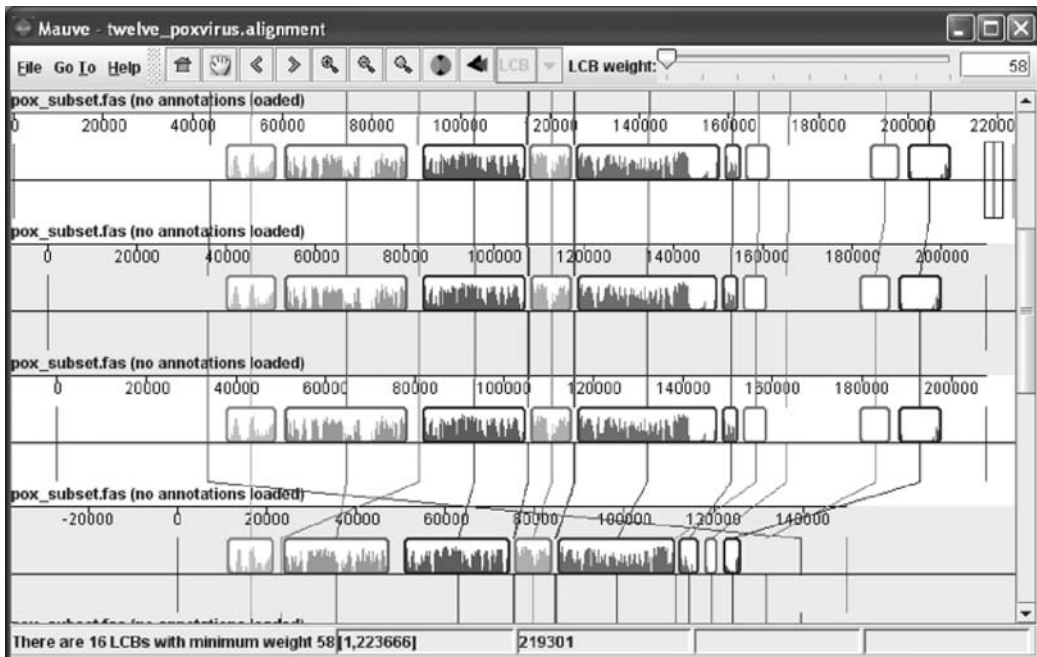 Mauve - twelve_poxvirus.alignment
File Go To Help LCB LCB weight: 58
pox_subset.fas (no annotations loaded)
0 20000 40000 60000 80000 100000 120000 140000 160000 180000 200000 22000
pox_subset.fas (no annotations loaded)
0 20000 40000 60000 80000 100000 120000 140000 160000 180000 200000
pox_subset.fas (no annotations loaded)
0 20000 40000 60000 80000 100000 120000 140000 160000 180000 200000
pox_subset.fas (no annotations loaded)
-20000 0 20000 40000 60000 80000 100000 120000 140000
There are 16 LCBs with minimum weight 58 [1,223666] 219301